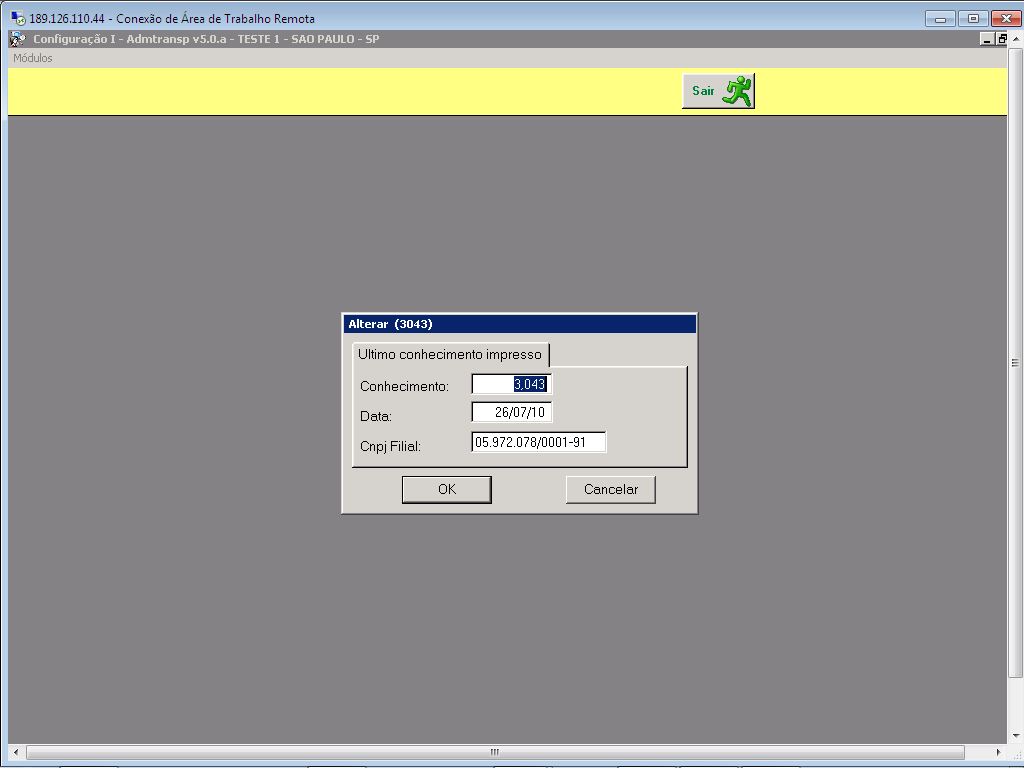 189.126.110.44 - Conexão de Área de Trabalho Remota
Configuração I - Admtransp v5.0.a - TESTE 1 - SAO PAULO - SP
Módulos
Sair
Alterar (3043)
Ultimo conhecimento impresso
Conhecimento: 3,043
Data: 26/07/10
Cnpj Filial: 05.972.078/0001-91
OK Cancelar